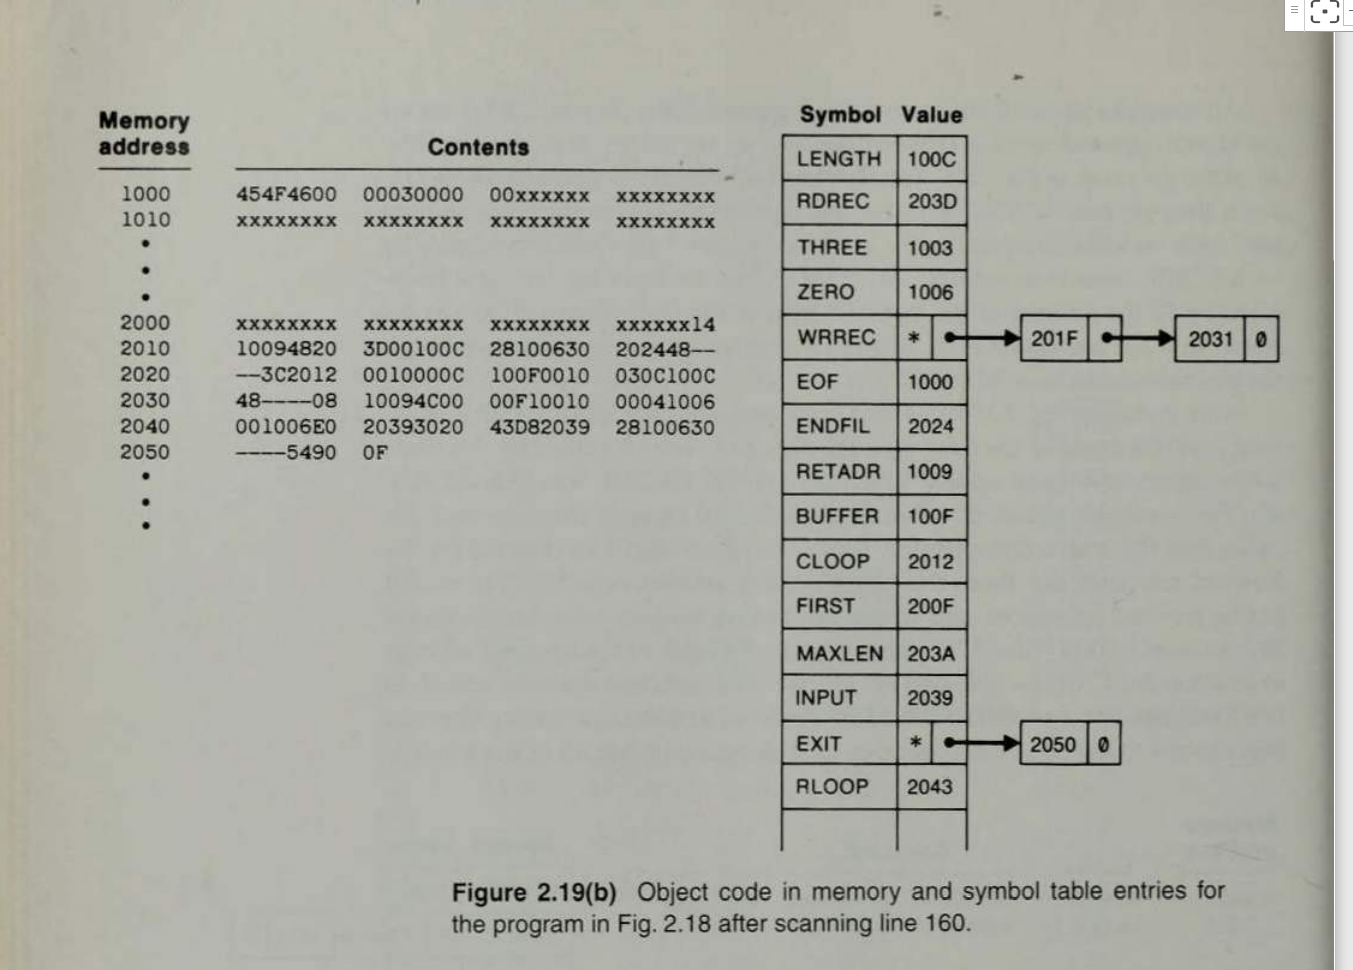 Symbol Value
Memory address
Contents
1000 454F4600 00030000 00xxxxxx xxxxxxxx
1010 xxxxxxxx xxxxxxxx xxxxxxxx xxxxxxxx
2000 xxxxxxxx xxxxxxxx xxxxxxxx xxxxxx14
2010 10094820 3D00100C 28100630 202448--
2020 --3C2012 0010000C 100F0010 030C100C
2030 48----08 10094C00 00F10010 00041006
2040 001006E0 20393020 43D82039 28100630
2050 ----5490 0F
LENGTH 100C
RDREC 203D
THREE 1003
ZERO 1006
WRREC * 201F 2031 0
EOF 1000
ENDFIL 2024
RETADR 1009
BUFFER 100F
CLOOP 2012
FIRST 200F
MAXLEN 203A
INPUT 2039
EXIT * 2050 0
RLOOP 2043
Figure 2.19(b) Object code in memory and symbol table entries for
the program in Fig. 2.18 after scanning line 160.